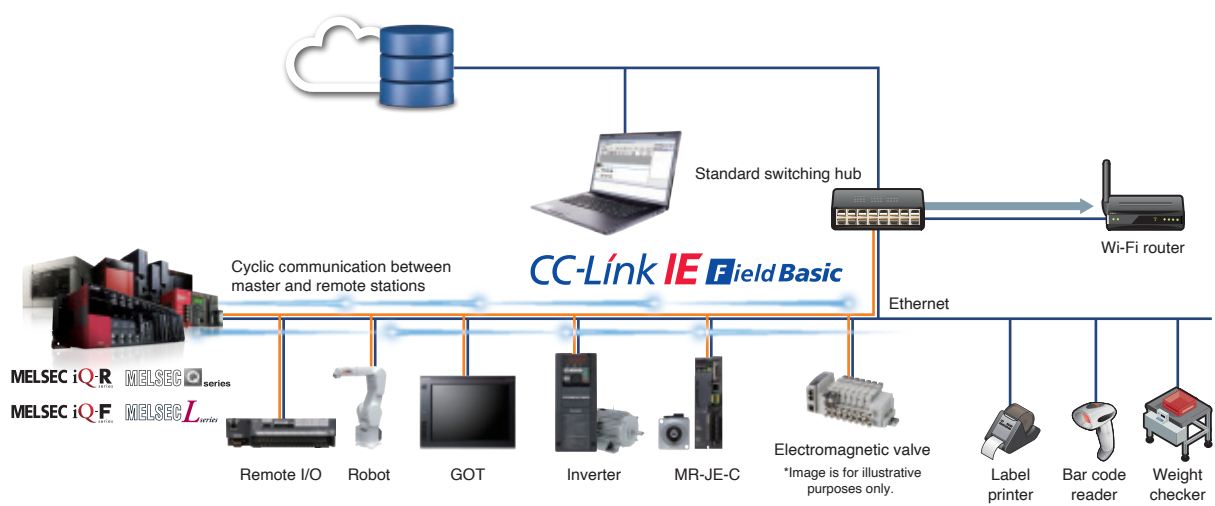 Standard switching hub
Wi-Fi router
Cyclic communication between
master and remote stations
CC-Link IE Field Basic
Ethernet
MELSEC iQ-R series
MELSEC Q series
MELSEC iQ-F series
MELSEC L series
Remote I/O
Robot
GOT
Inverter
MR-JE-C
Electromagnetic valve
*Image is for illustrative
purposes only.
Label
printer
Bar code
reader
Weight
checker